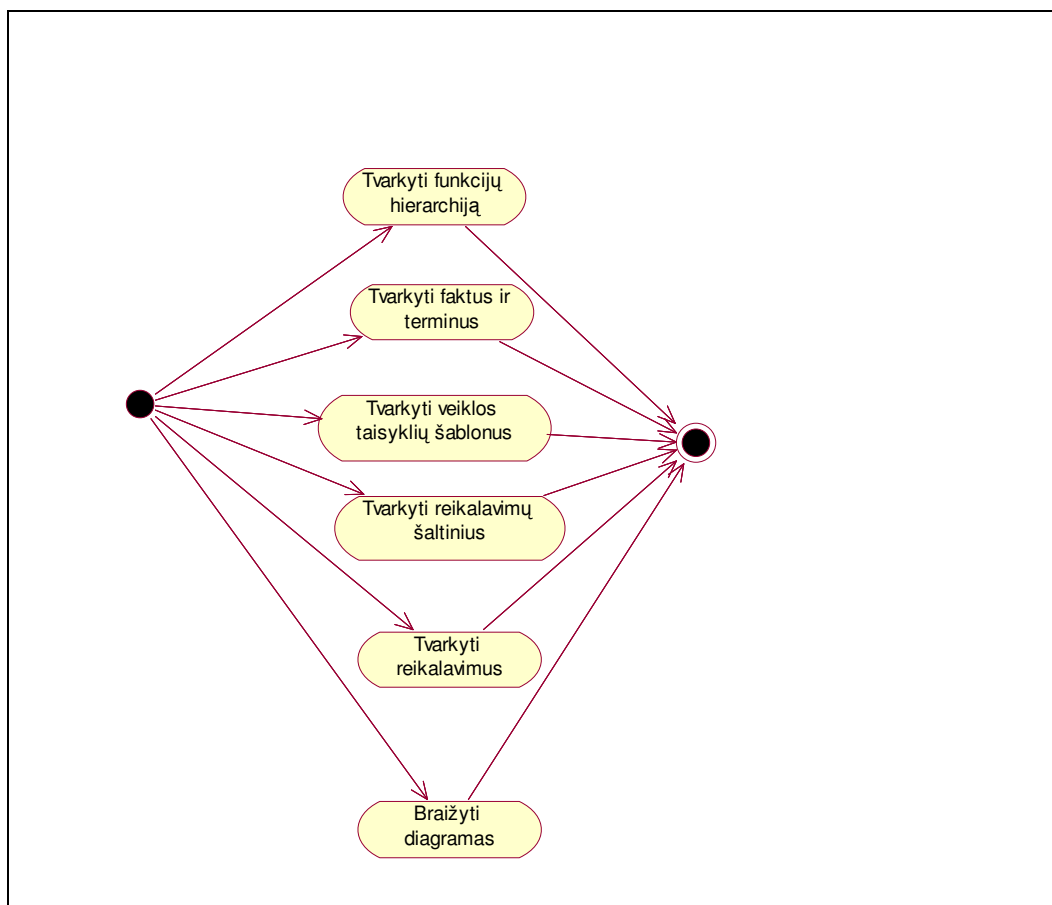 Tvarkyti funkcijų
hierarchiją
Tvarkyti faktus ir
terminus
Tvarkyti veiklos
taisyklių šablonus
Tvarkyti reikalavimų
šaltinius
Tvarkyti
reikalavimus
Braižyti
diagramas